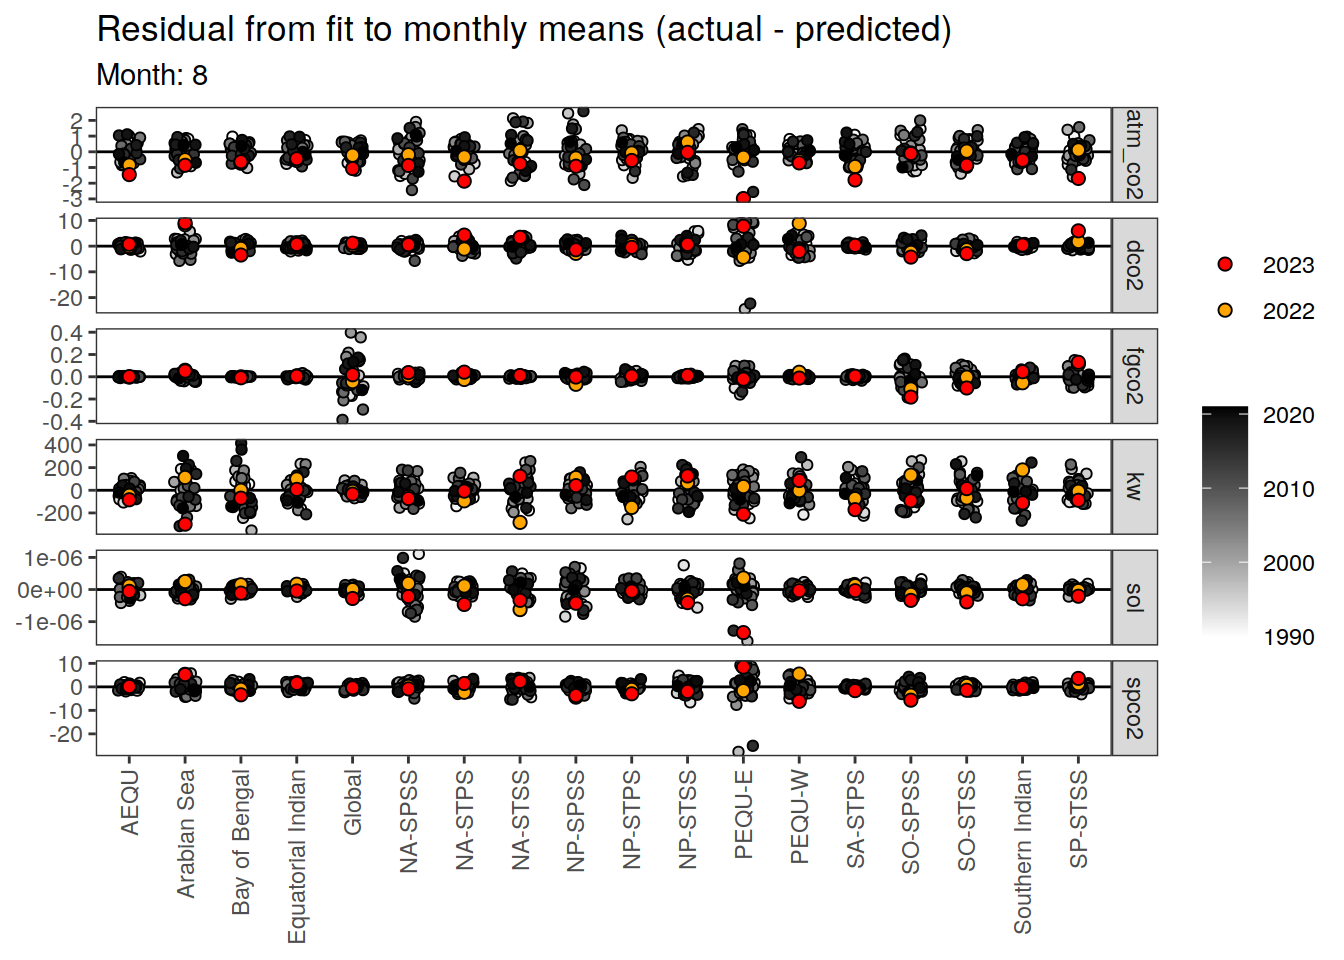 Residual from fit to monthly means (actual - predicted)
Month: 8
2
1
0
-1
-2
-3
atm_co2
10
0
-10
-20
dco2
0.4
0.2
0.0
-0.2
-0.4
fgco2
400
200
0
-200
kw
1e-06
0e+00
-1e-06
sol
10
0
-10
-20
spco2
AEQU
Arabian Sea
Bay of Bengal
Equatorial Indian
Global
NA-SPSS
NA-STPS
NA-STSS
NP-SPSS
NP-STPS
NP-STSS
PEQU-E
PEQU-W
SA-STPS
SO-SPSS
SO-STSS
Southern Indian
SP-STSS
2023
2022
2020
2010
2000
1990